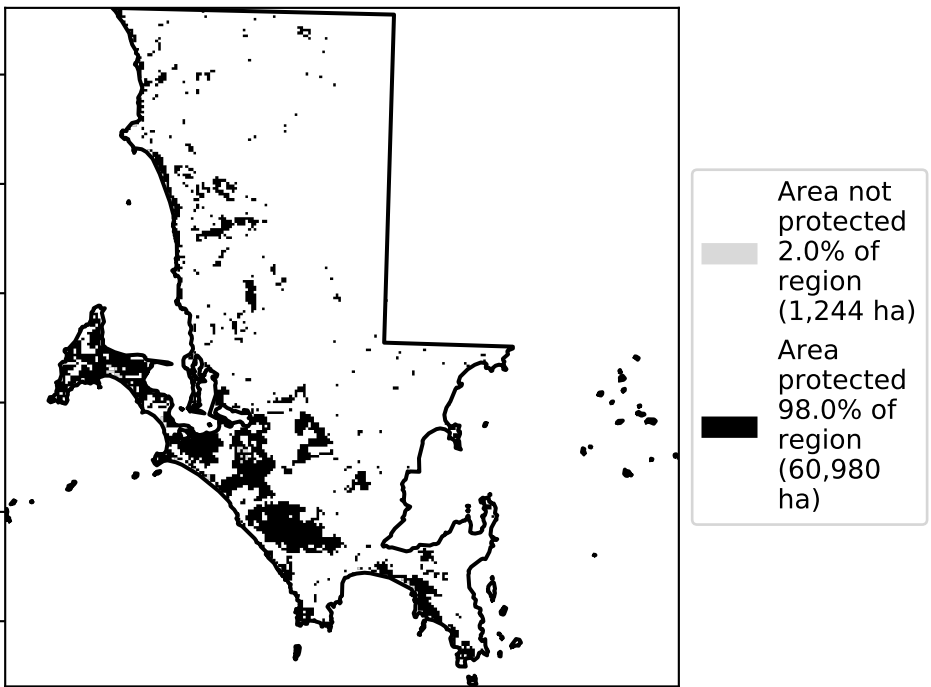 Area not
protected
2.0% of
region
(1,244 ha)
Area
protected
98.0% of
region
(60,980
ha)